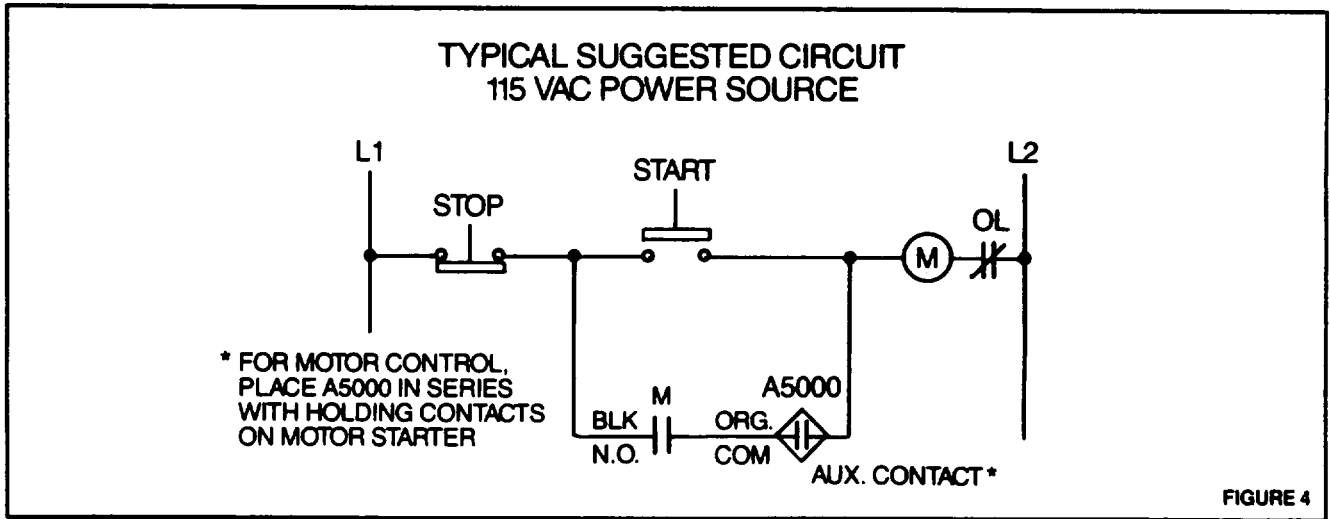 TYPICAL SUGGESTED CIRCUIT
115 VAC POWER SOURCE
L1
L2
START
STOP
OL
M
* FOR MOTOR CONTROL,
PLACE A5000 IN SERIES
WITH HOLDING CONTACTS
ON MOTOR STARTER
M
A5000
BLK
ORG.
N.O.
COM
AUX. CONTACT *
FIGURE 4